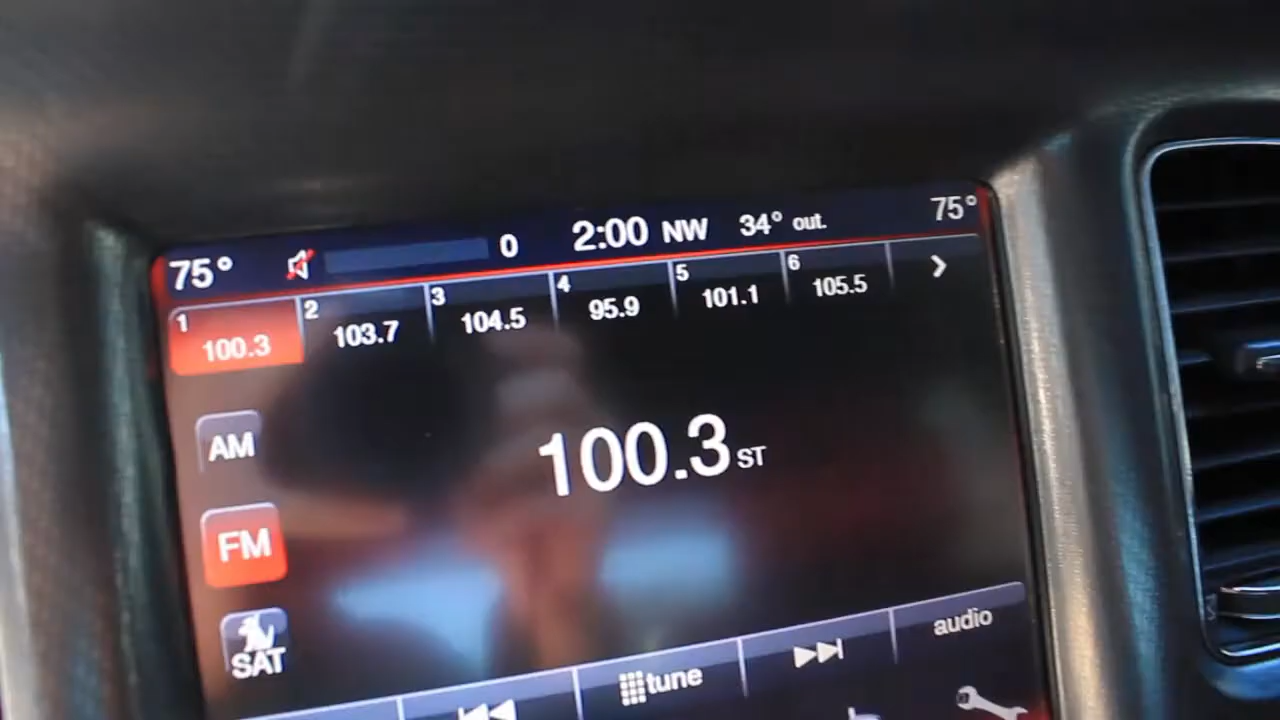 75° 0 2:00 NW 34° out. 75°
1 2 3 4 5 6
100.3 103.7 104.5 95.9 101.1 105.5
AM
100.3 ST
FM
SAT
tune audio